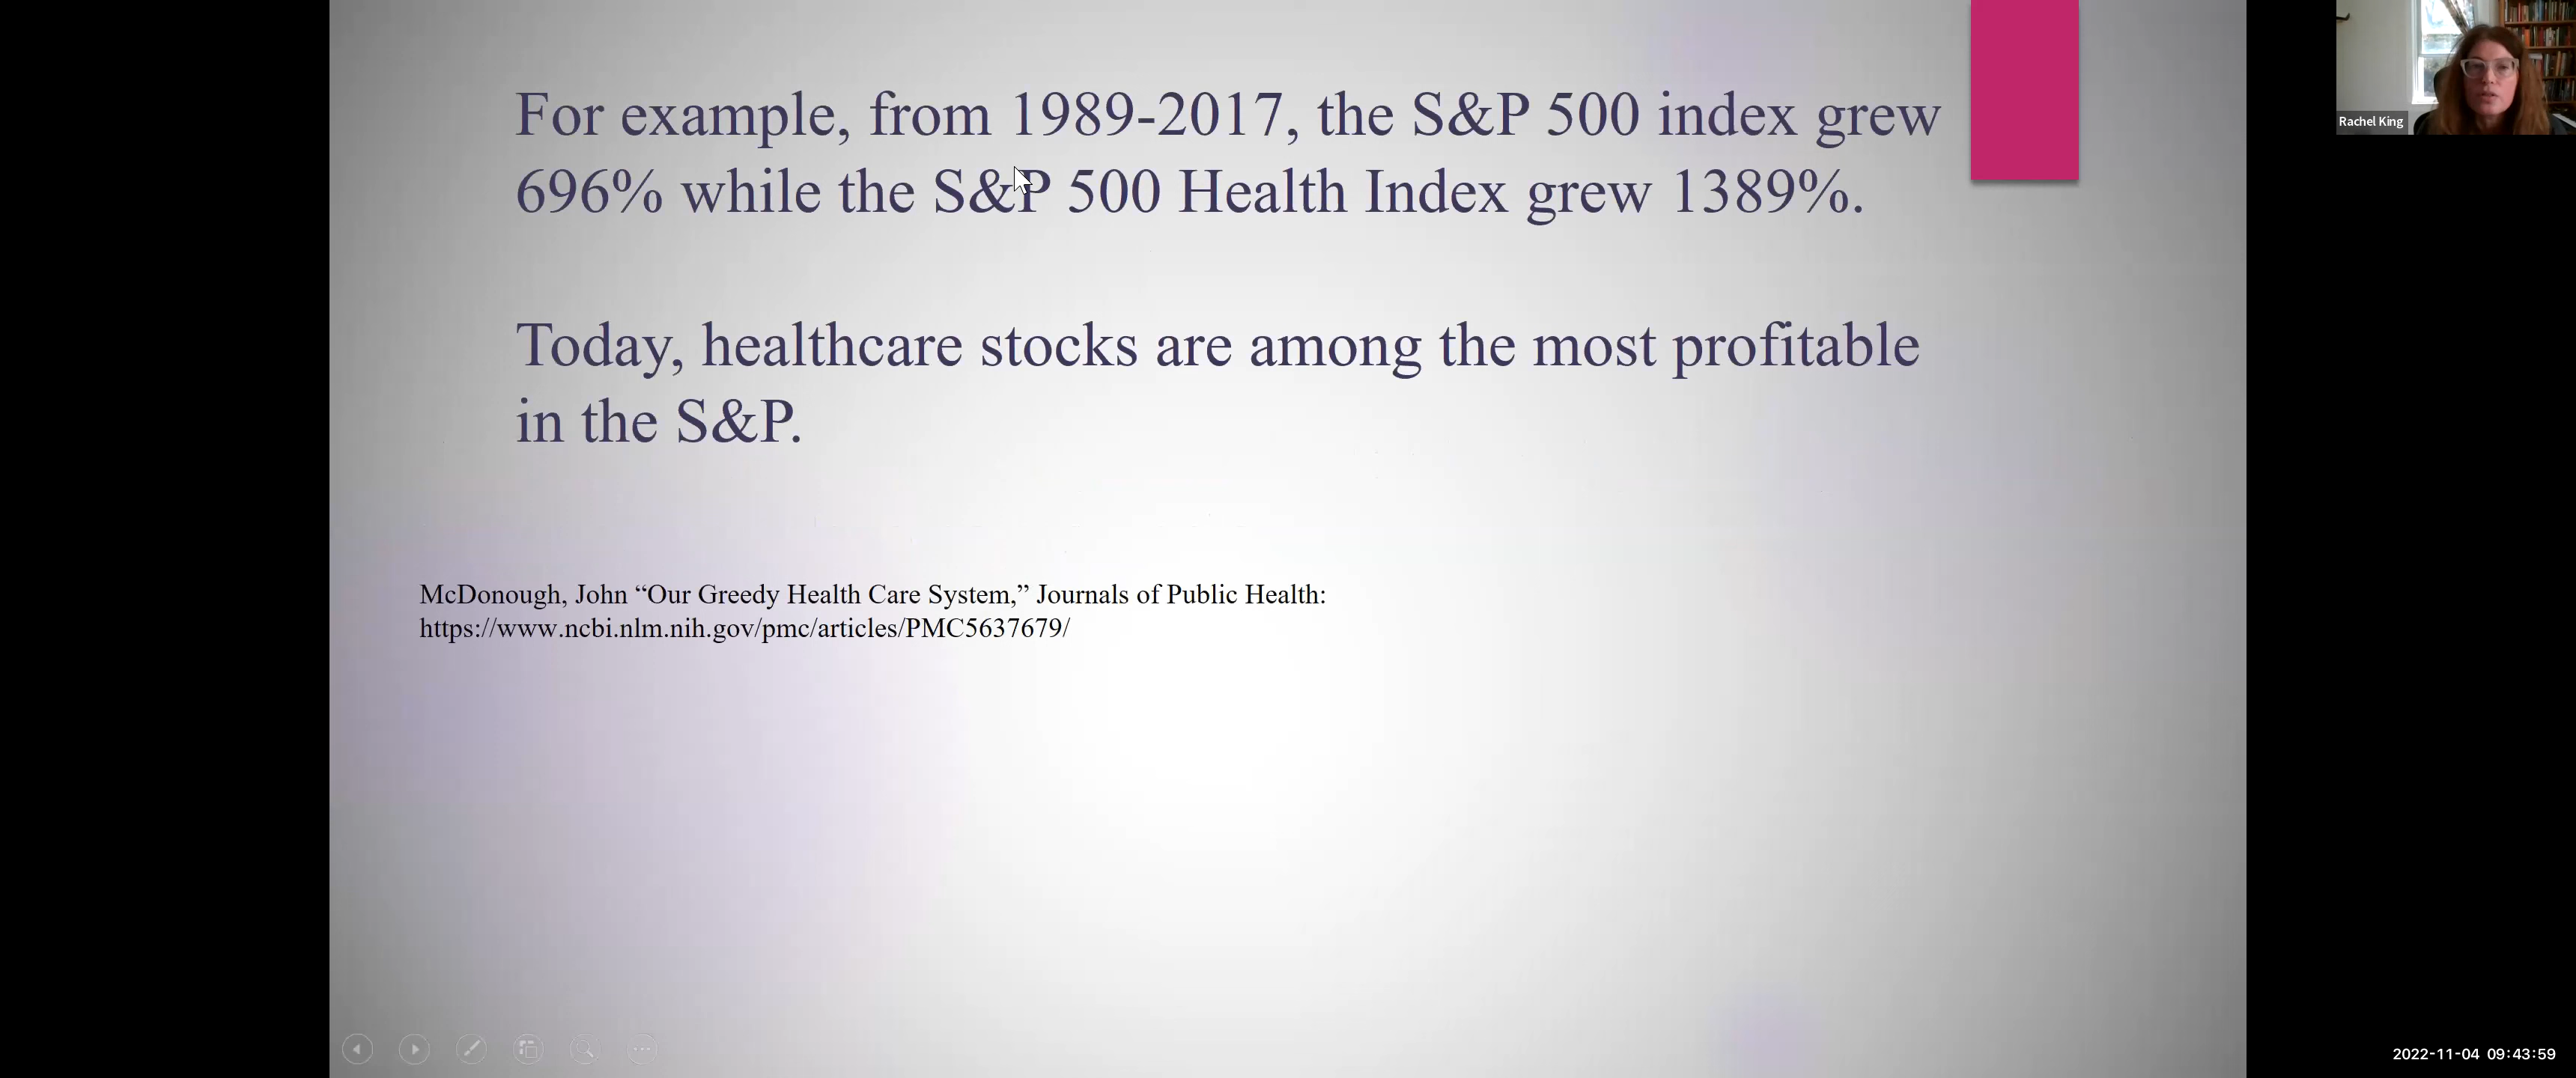 For example, from 1989-2017, the S&P 500 index grew
696% while the S&P 500 Health Index grew 1389%.
Today, healthcare stocks are among the most profitable
in the S&P.
McDonough, John “Our Greedy Health Care System,” Journals of Public Health:
https://www.ncbi.nlm.nih.gov/pmc/articles/PMC5637679/
Rachel King
2022-11-04 09:43:59